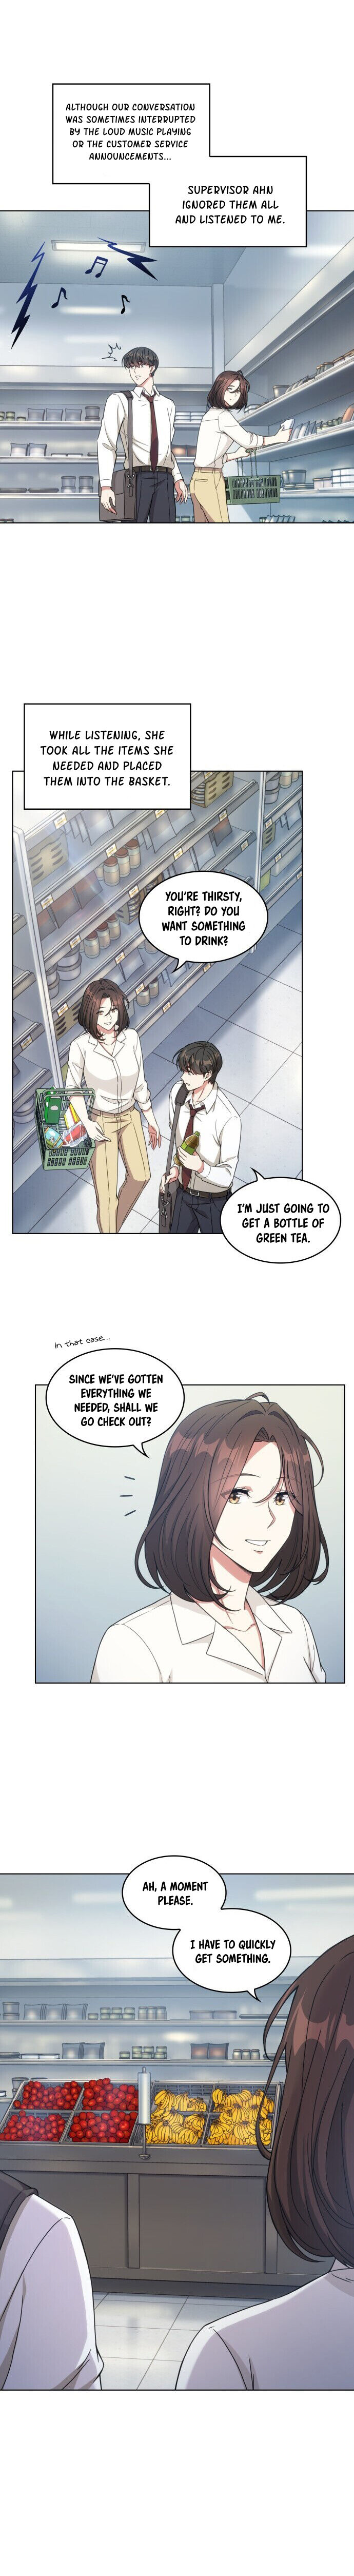 ALTHOUGH OUR CONVERSATION
WAS SOMETIMES INTERRUPTED
BY THE LOUD MUSIC PLAYING
OR THE CUSTOMER SERVICE
ANNOUNCEMENTS...
SUPERVISOR AHN
IGNORED THEM ALL
AND LISTENED TO ME.
WHILE LISTENING, SHE
TOOK ALL THE ITEMS SHE
NEEDED AND PLACED
THEM INTO THE BASKET.
YOU'RE THIRSTY,
RIGHT? DO YOU
WANT SOMETHING
TO DRINK?
I'M JUST GOING TO
GET A BOTTLE OF
GREEN TEA.
In that case...
SINCE WE'VE GOTTEN
EVERYTHING WE
NEEDED, SHALL WE
GO CHECK OUT?
AH, A MOMENT
PLEASE.
I HAVE TO QUICKLY
GET SOMETHING.